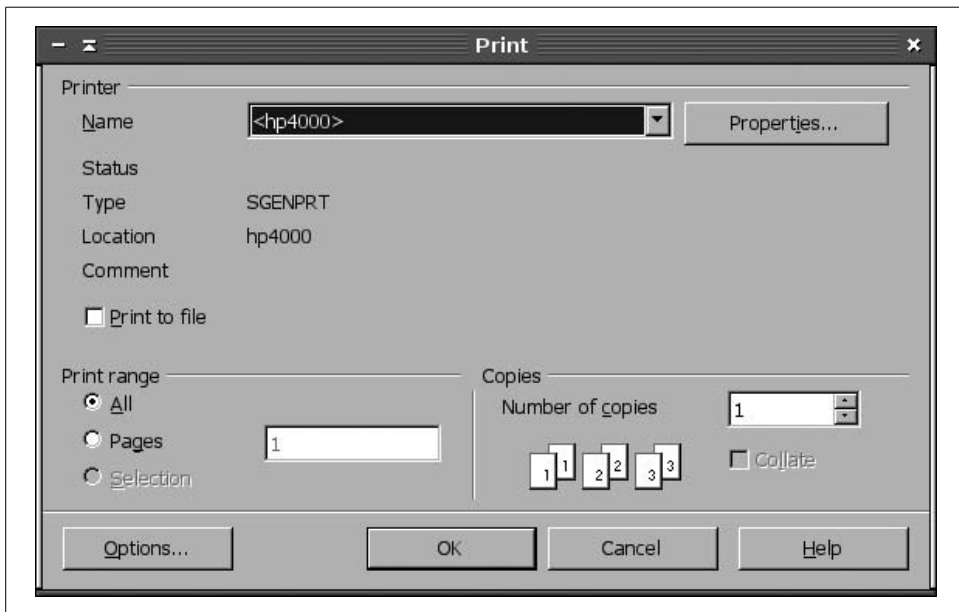 Print
Printer
Name <hp4000> Properties...
Status
Type SGENPRT
Location hp4000
Comment
Print to file
Print range
All
Pages 1
Selection
Copies
Number of copies 1
1 1 2 2 3 3 Collate
Options... OK Cancel Help